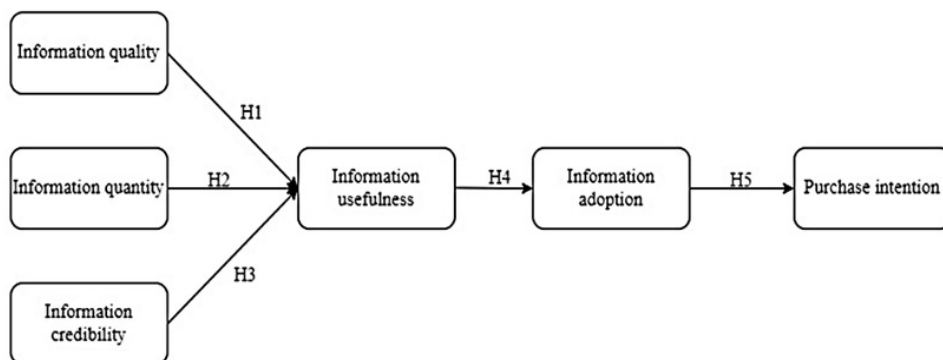 Information quality
H1
Information quantity
H2
Information
usefulness
H4
Information
adoption
H5
Purchase intention
H3
Information
credibility